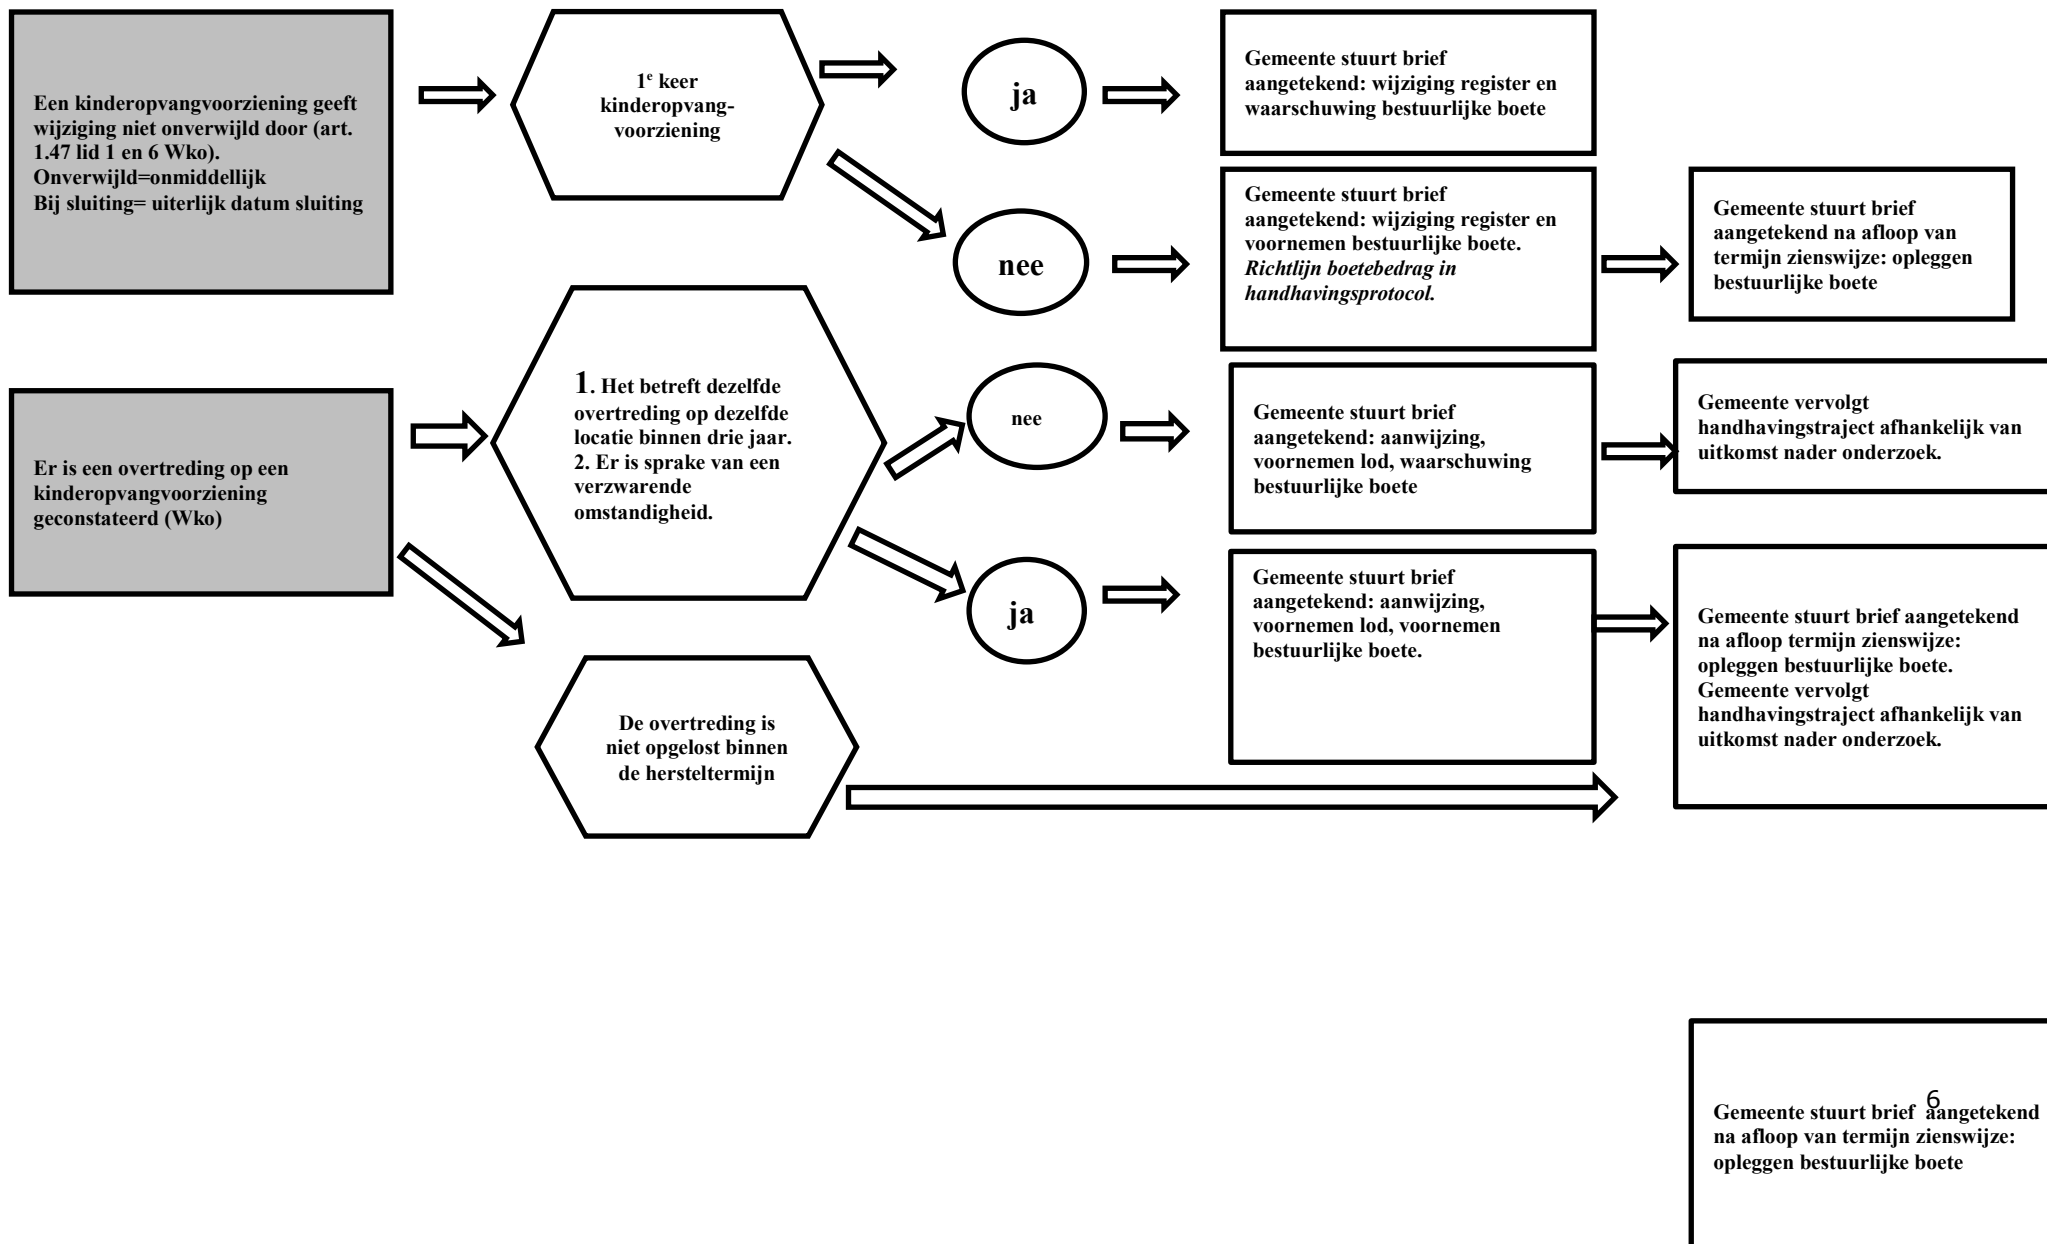 Een kinderopvangvoorziening geeft
wijziging niet onverwijld door (art.
1.47 lid 1 en 6 Wko).
Onverwijld=onmiddellijk
Bij sluiting= uiterlijk datum sluiting
1e keer
kinderopvang-
voorziening
ja
Gemeente stuurt brief
aangetekend: wijziging register en
waarschuwing bestuurlijke boete
nee
Gemeente stuurt brief
aangetekend: wijziging register en
voornemen bestuurlijke boete.
Richtlijn boetebedrag in
handhavingsprotocol.
Gemeente stuurt brief
aangetekend na afloop van
termijn zienswijze: opleggen
bestuurlijke boete
Er is een overtreding op een
kinderopvangvoorziening
geconstateerd (Wko)
1. Het betreft dezelfde
overtreding op dezelfde
locatie binnen drie jaar.
2. Er is sprake van een
verzwarende
omstandigheid.
nee
Gemeente stuurt brief
aangetekend: aanwijzing,
voornemen lod, waarschuwing
bestuurlijke boete
Gemeente vervolgt
handhavingstraject afhankelijk van
uitkomst nader onderzoek.
ja
Gemeente stuurt brief
aangetekend: aanwijzing,
voornemen lod, voornemen
bestuurlijke boete.
Gemeente stuurt brief aangetekend
na afloop termijn zienswijze:
opleggen bestuurlijke boete.
Gemeente vervolgt
handhavingstraject afhankelijk van
uitkomst nader onderzoek.
De overtreding is
niet opgelost binnen
de hersteltermijn
6
Gemeente stuurt brief aangetekend
na afloop van termijn zienswijze:
opleggen bestuurlijke boete